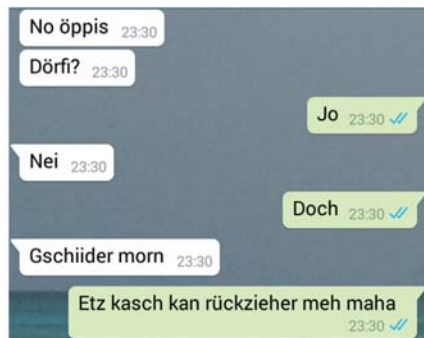 No öppis 23:30
Dörfi? 23:30
Jo 23:30
Nei 23:30
Doch 23:30
Gschiider morn 23:30
Etz kasch kan rückzieher meh maha
23:30